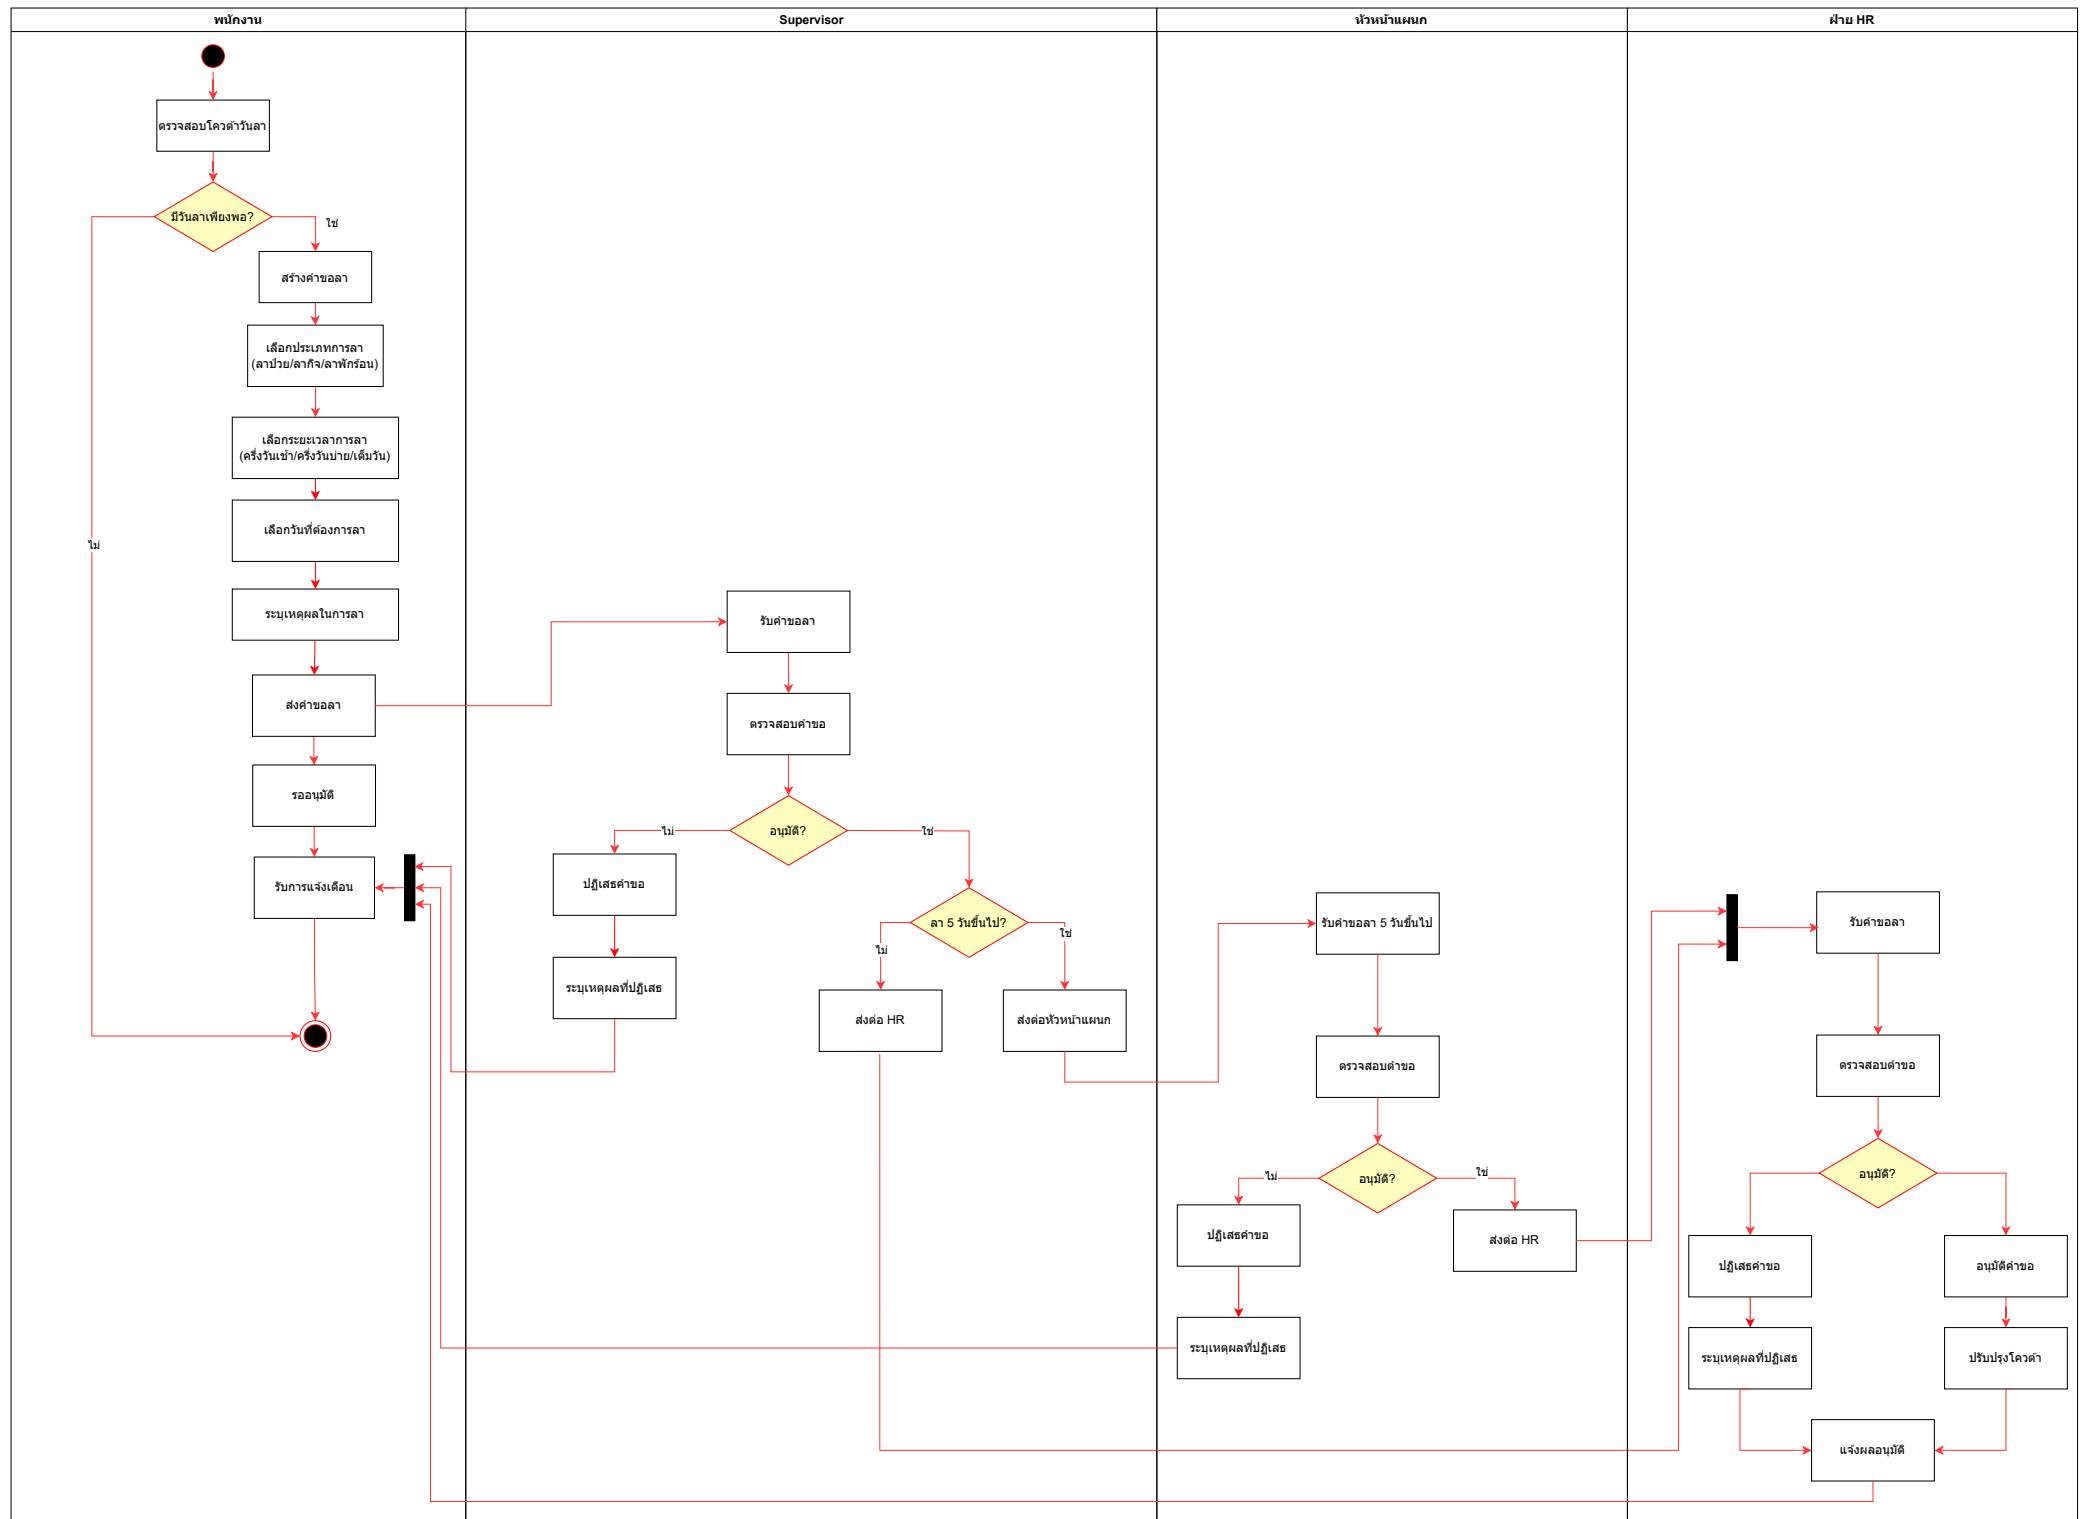 พนักงาน
Supervisor
หัวหน้าแผนก
ฝ่าย HR
ตรวจสอบโควต้าวันลา
มีวันลาเพียงพอ?
ใช่
ไม่
สร้างคำขอลา
เลือกประเภทการลา
(ลาป่วย/ลากิจ/ลาพักร้อน)
เลือกระยะเวลาการลา
(ครึ่งวันเช้า/ครึ่งวันบ่าย/เต็มวัน)
เลือกวันที่ต้องการลา
ระบุเหตุผลในการลา
ส่งคำขอลา
รออนุมัติ
รับการแจ้งเตือน
รับคำขอลา
ตรวจสอบคำขอ
อนุมัติ?
ไม่
ใช่
ปฏิเสธคำขอ
ระบุเหตุผลที่ปฏิเสธ
ลา 5 วันขึ้นไป?
ไม่
ใช่
ส่งต่อ HR
ส่งต่อหัวหน้าแผนก
รับคำขอลา 5 วันขึ้นไป
ตรวจสอบคำขอ
อนุมัติ?
ไม่
ใช่
ปฏิเสธคำขอ
ส่งต่อ HR
ระบุเหตุผลที่ปฏิเสธ
รับคำขอลา
ตรวจสอบคำขอ
อนุมัติ?
ปฏิเสธคำขอ
อนุมัติคำขอ
ระบุเหตุผลที่ปฏิเสธ
ปรับปรุงโควต้า
แจ้งผลอนุมัติ